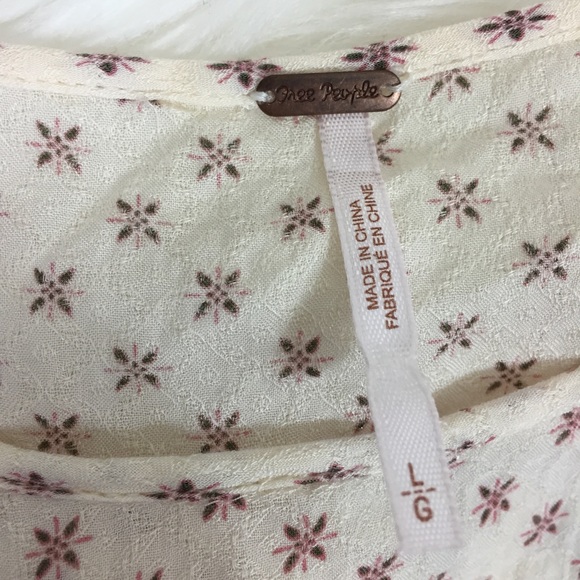 Free People
MADE IN CHINA
FABRIQUÉ EN CHINE
G!L